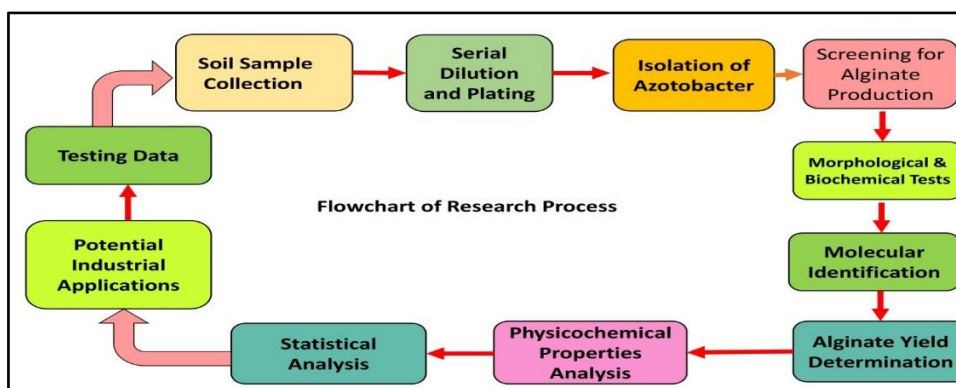 Soil Sample
Collection
Serial
Dilution
and Plating
Isolation of
Azotobacter
Screening for
Alginate
Production
Morphological &
Biochemical Tests
Molecular
Identification
Alginate Yield
Determination
Physicochemical
Properties
Analysis
Statistical
Analysis
Potential
Industrial
Applications
Testing Data
Flowchart of Research Process